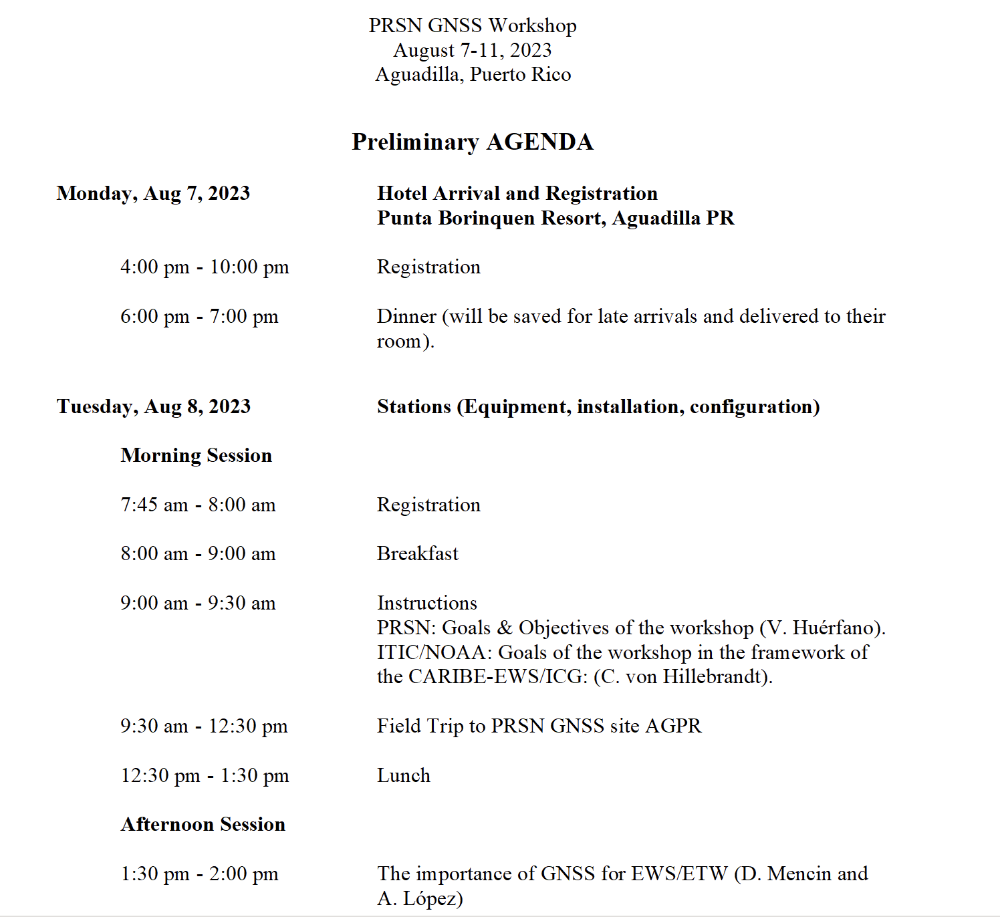 PRSN GNSS Workshop
August 7-11, 2023
Aguadilla, Puerto Rico
Preliminary AGENDA
Monday, Aug 7, 2023 Hotel Arrival and Registration
Punta Borinquen Resort, Aguadilla PR
4:00 pm - 10:00 pm Registration
6:00 pm - 7:00 pm Dinner (will be saved for late arrivals and delivered to their
room).
Tuesday, Aug 8, 2023 Stations (Equipment, installation, configuration)
Morning Session
7:45 am - 8:00 am Registration
8:00 am - 9:00 am Breakfast
9:00 am - 9:30 am Instructions
PRSN: Goals & Objectives of the workshop (V. Huérfano).
ITIC/NOAA: Goals of the workshop in the framework of
the CARIBE-EWS/ICG: (C. von Hillebrandt).
9:30 am - 12:30 pm Field Trip to PRSN GNSS site AGPR
12:30 pm - 1:30 pm Lunch
Afternoon Session
1:30 pm - 2:00 pm The importance of GNSS for EWS/ETW (D. Mencin and
A. López)